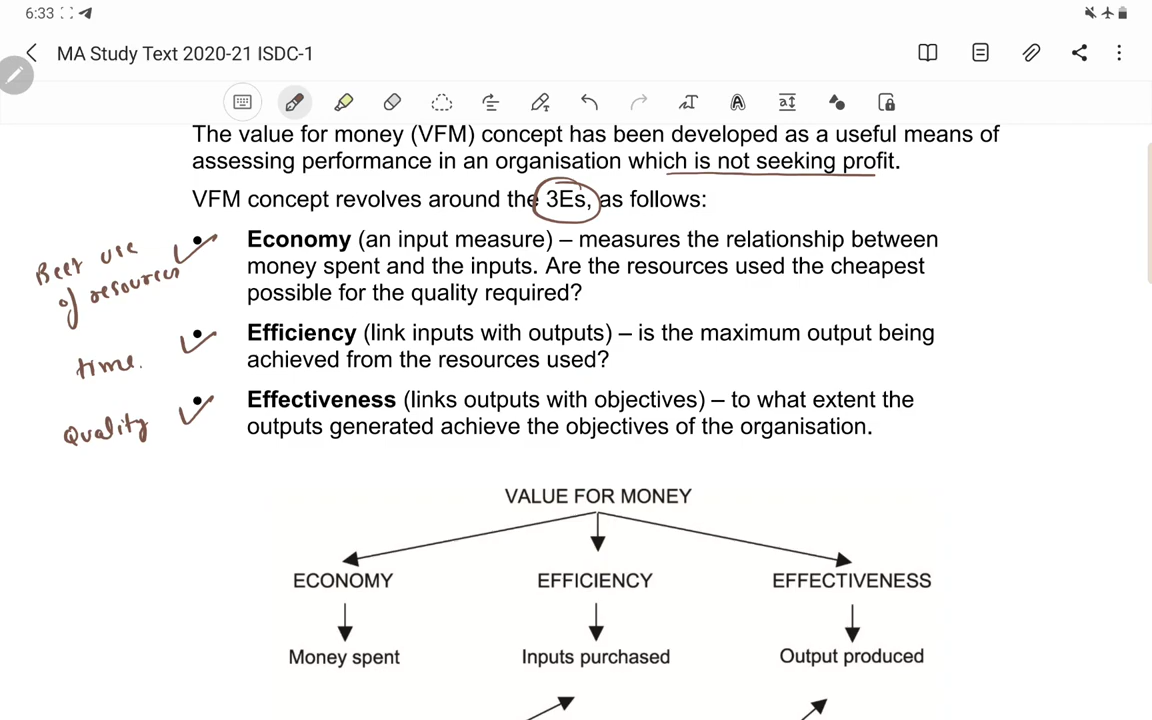 6:33
MA Study Text 2020-21 ISDC-1
The value for money (VFM) concept has been developed as a useful means of
assessing performance in an organisation which is not seeking profit.
VFM concept revolves around the 3Es, as follows:
• Economy (an input measure) – measures the relationship between
money spent and the inputs. Are the resources used the cheapest
possible for the quality required?
Best use
of resources
• Efficiency (link inputs with outputs) – is the maximum output being
achieved from the resources used?
time.
• Effectiveness (links outputs with objectives) – to what extent the
outputs generated achieve the objectives of the organisation.
Quality
VALUE FOR MONEY
ECONOMY EFFICIENCY EFFECTIVENESS
Money spent Inputs purchased Output produced